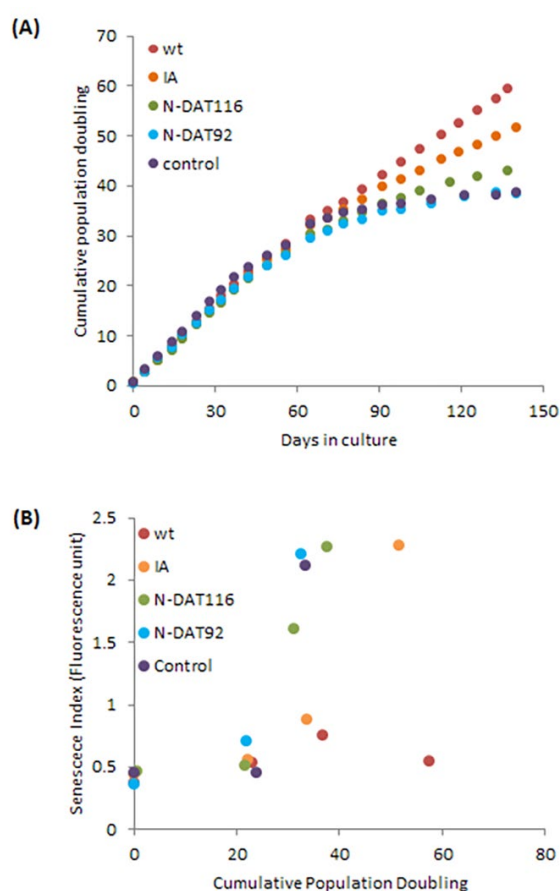 (A)
Cumulative population doubling
70
60
50
40
30
20
10
0
wt
IA
N-DAT116
N-DAT92
control
0 30 60 90 120 150
Days in culture
(B)
Senescece Index (Fluorescence unit)
2.5
2
1.5
1
0.5
0
wt
IA
N-DAT116
N-DAT92
Control
0 20 40 60 80
Cumulative Population Doubling